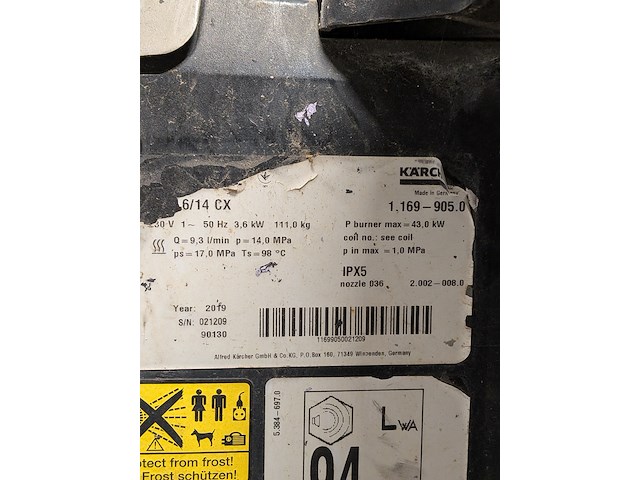 KÄRCH
Made in Germ
.6/14 CX
1.169-905.0
30 V 1~ 50 Hz 3,6 kW 111,0 kg
P burner max = 43,0 kW
Q = 9,3 l/min p = 14,0 MPa
coil no.: see coil
ps = 17,0 MPa Ts = 98 °C
p in max = 1,0 MPa
IPX5
nozzle 036 2.002-008.0
Year: 2019
S/N: 021209
90130
11699050021209
Alfred Kärcher GmbH & Co. KG, P.O. Box 160, 71349 Winnenden, Germany
5.384-697.0
LWA
94
otect from frost!
Frost schützen!